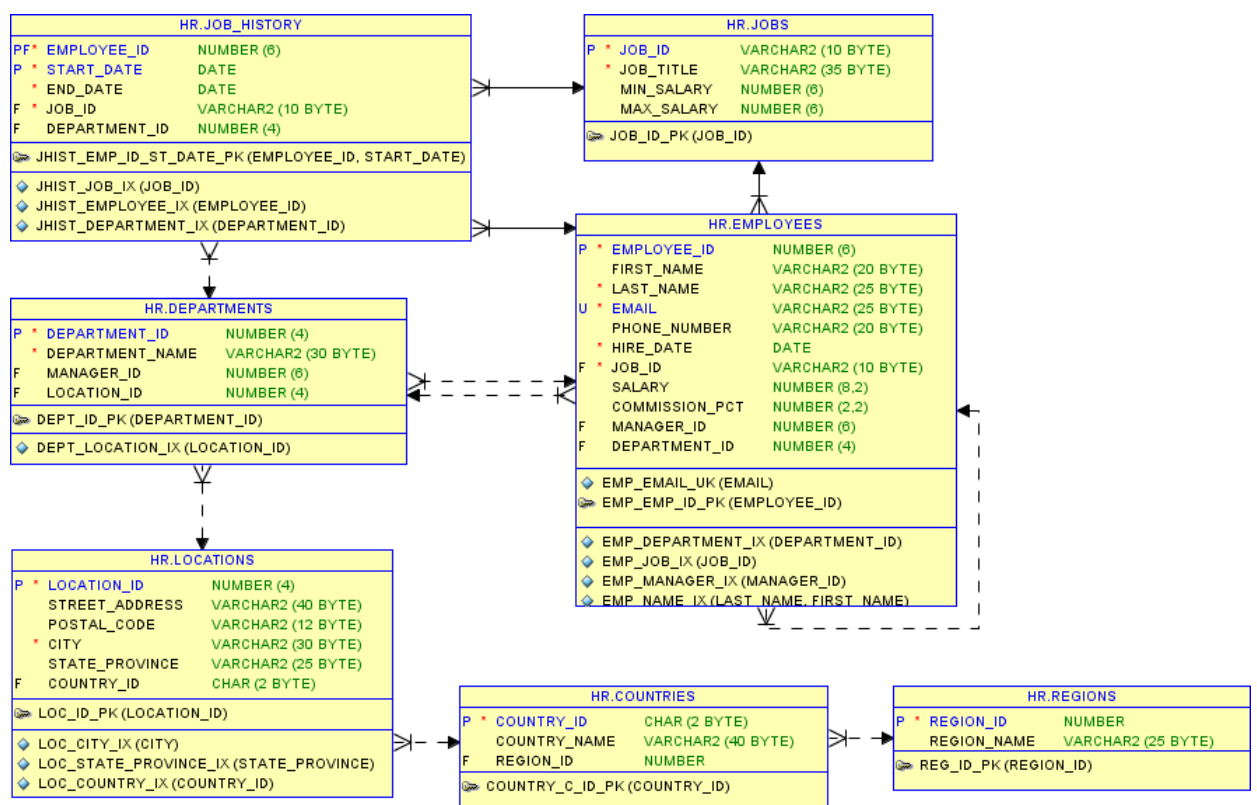 HR.JOB_HISTORY
PF* EMPLOYEE_ID NUMBER (6)
P * START_DATE DATE
* END_DATE DATE
F * JOB_ID VARCHAR2 (10 BYTE)
F DEPARTMENT_ID NUMBER (4)
JHIST_EMP_ID_ST_DATE_PK (EMPLOYEE_ID, START_DATE)
JHIST_JOB_IX (JOB_ID)
JHIST_EMPLOYEE_IX (EMPLOYEE_ID)
JHIST_DEPARTMENT_IX (DEPARTMENT_ID)
HR.JOBS
P * JOB_ID VARCHAR2 (10 BYTE)
* JOB_TITLE VARCHAR2 (35 BYTE)
MIN_SALARY NUMBER (6)
MAX_SALARY NUMBER (6)
JOB_ID_PK (JOB_ID)
HR.EMPLOYEES
P * EMPLOYEE_ID NUMBER (6)
FIRST_NAME VARCHAR2 (20 BYTE)
* LAST_NAME VARCHAR2 (25 BYTE)
U * EMAIL VARCHAR2 (25 BYTE)
PHONE_NUMBER VARCHAR2 (20 BYTE)
* HIRE_DATE DATE
F * JOB_ID VARCHAR2 (10 BYTE)
SALARY NUMBER (8,2)
COMMISSION_PCT NUMBER (2,2)
F MANAGER_ID NUMBER (6)
F DEPARTMENT_ID NUMBER (4)
EMP_EMAIL_UK (EMAIL)
EMP_EMP_ID_PK (EMPLOYEE_ID)
EMP_DEPARTMENT_IX (DEPARTMENT_ID)
EMP_JOB_IX (JOB_ID)
EMP_MANAGER_IX (MANAGER_ID)
EMP_NAME_IX (LAST_NAME, FIRST_NAME)
HR.DEPARTMENTS
P * DEPARTMENT_ID NUMBER (4)
* DEPARTMENT_NAME VARCHAR2 (30 BYTE)
F MANAGER_ID NUMBER (6)
F LOCATION_ID NUMBER (4)
DEPT_ID_PK (DEPARTMENT_ID)
DEPT_LOCATION_IX (LOCATION_ID)
HR.LOCATIONS
P * LOCATION_ID NUMBER (4)
STREET_ADDRESS VARCHAR2 (40 BYTE)
POSTAL_CODE VARCHAR2 (12 BYTE)
* CITY VARCHAR2 (30 BYTE)
STATE_PROVINCE VARCHAR2 (25 BYTE)
F COUNTRY_ID CHAR (2 BYTE)
LOC_ID_PK (LOCATION_ID)
LOC_CITY_IX (CITY)
LOC_STATE_PROVINCE_IX (STATE_PROVINCE)
LOC_COUNTRY_IX (COUNTRY_ID)
HR.COUNTRIES
P * COUNTRY_ID CHAR (2 BYTE)
COUNTRY_NAME VARCHAR2 (40 BYTE)
F REGION_ID NUMBER
COUNTRY_C_ID_PK (COUNTRY_ID)
HR.REGIONS
P * REGION_ID NUMBER
REGION_NAME VARCHAR2 (25 BYTE)
REG_ID_PK (REGION_ID)